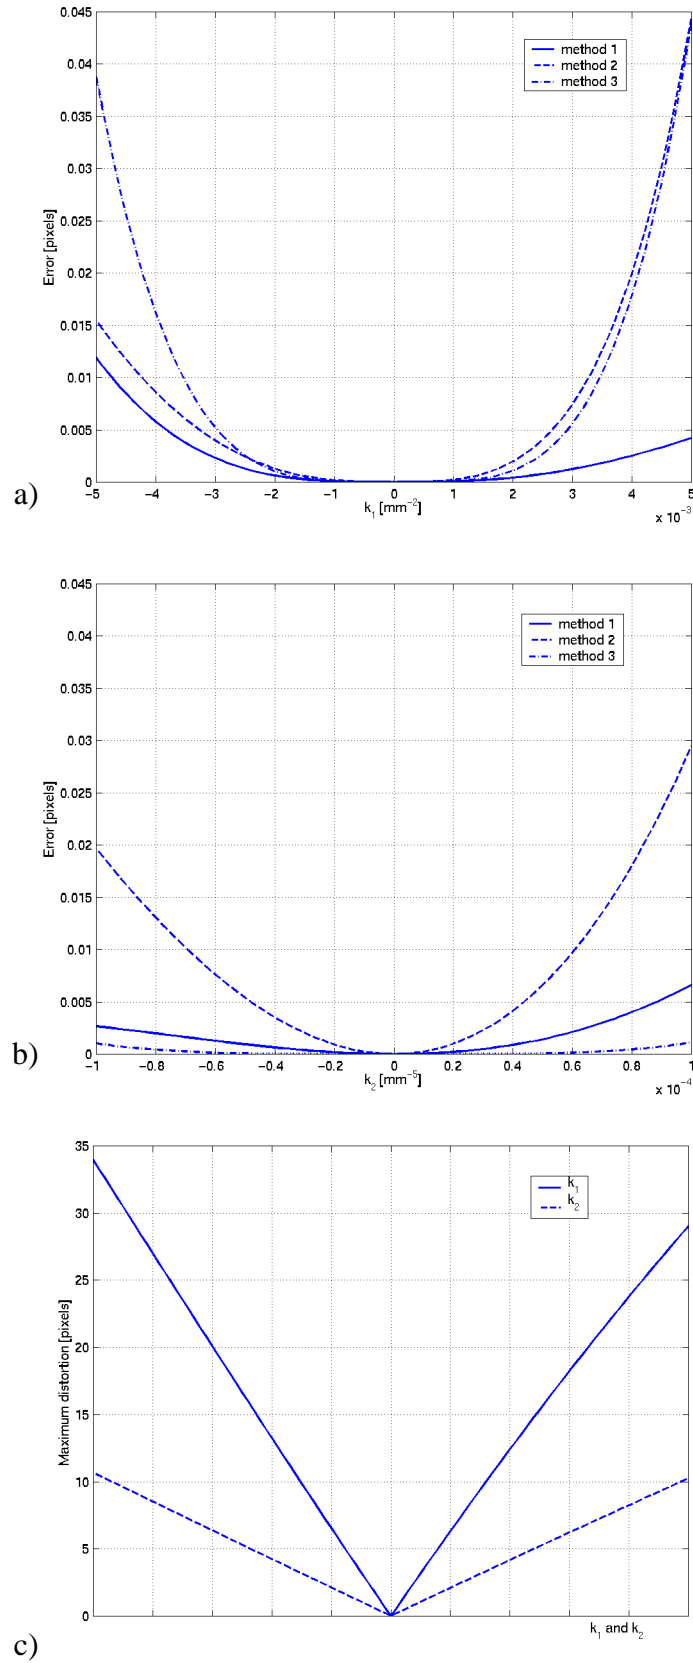 0.045
0.04
0.035
0.03
0.025
0.02
0.015
0.01
0.005
0
Error [pixels]
method 1
method 2
method 3
−5 −4 −3 −2 −1 0 1 2 3 4 5
k₁ [mm⁻²]
x 10⁻³
a)
0.045
0.04
0.035
0.03
0.025
0.02
0.015
0.01
0.005
0
Error [pixels]
method 1
method 2
method 3
−1 −0.8 −0.6 −0.4 −0.2 0 0.2 0.4 0.6 0.8 1
k₂ [mm⁻⁵]
x 10⁻⁴
b)
35
30
25
20
15
10
5
0
Maximum distortion [pixels]
k₁
k₂
k₁ and k₂
c)